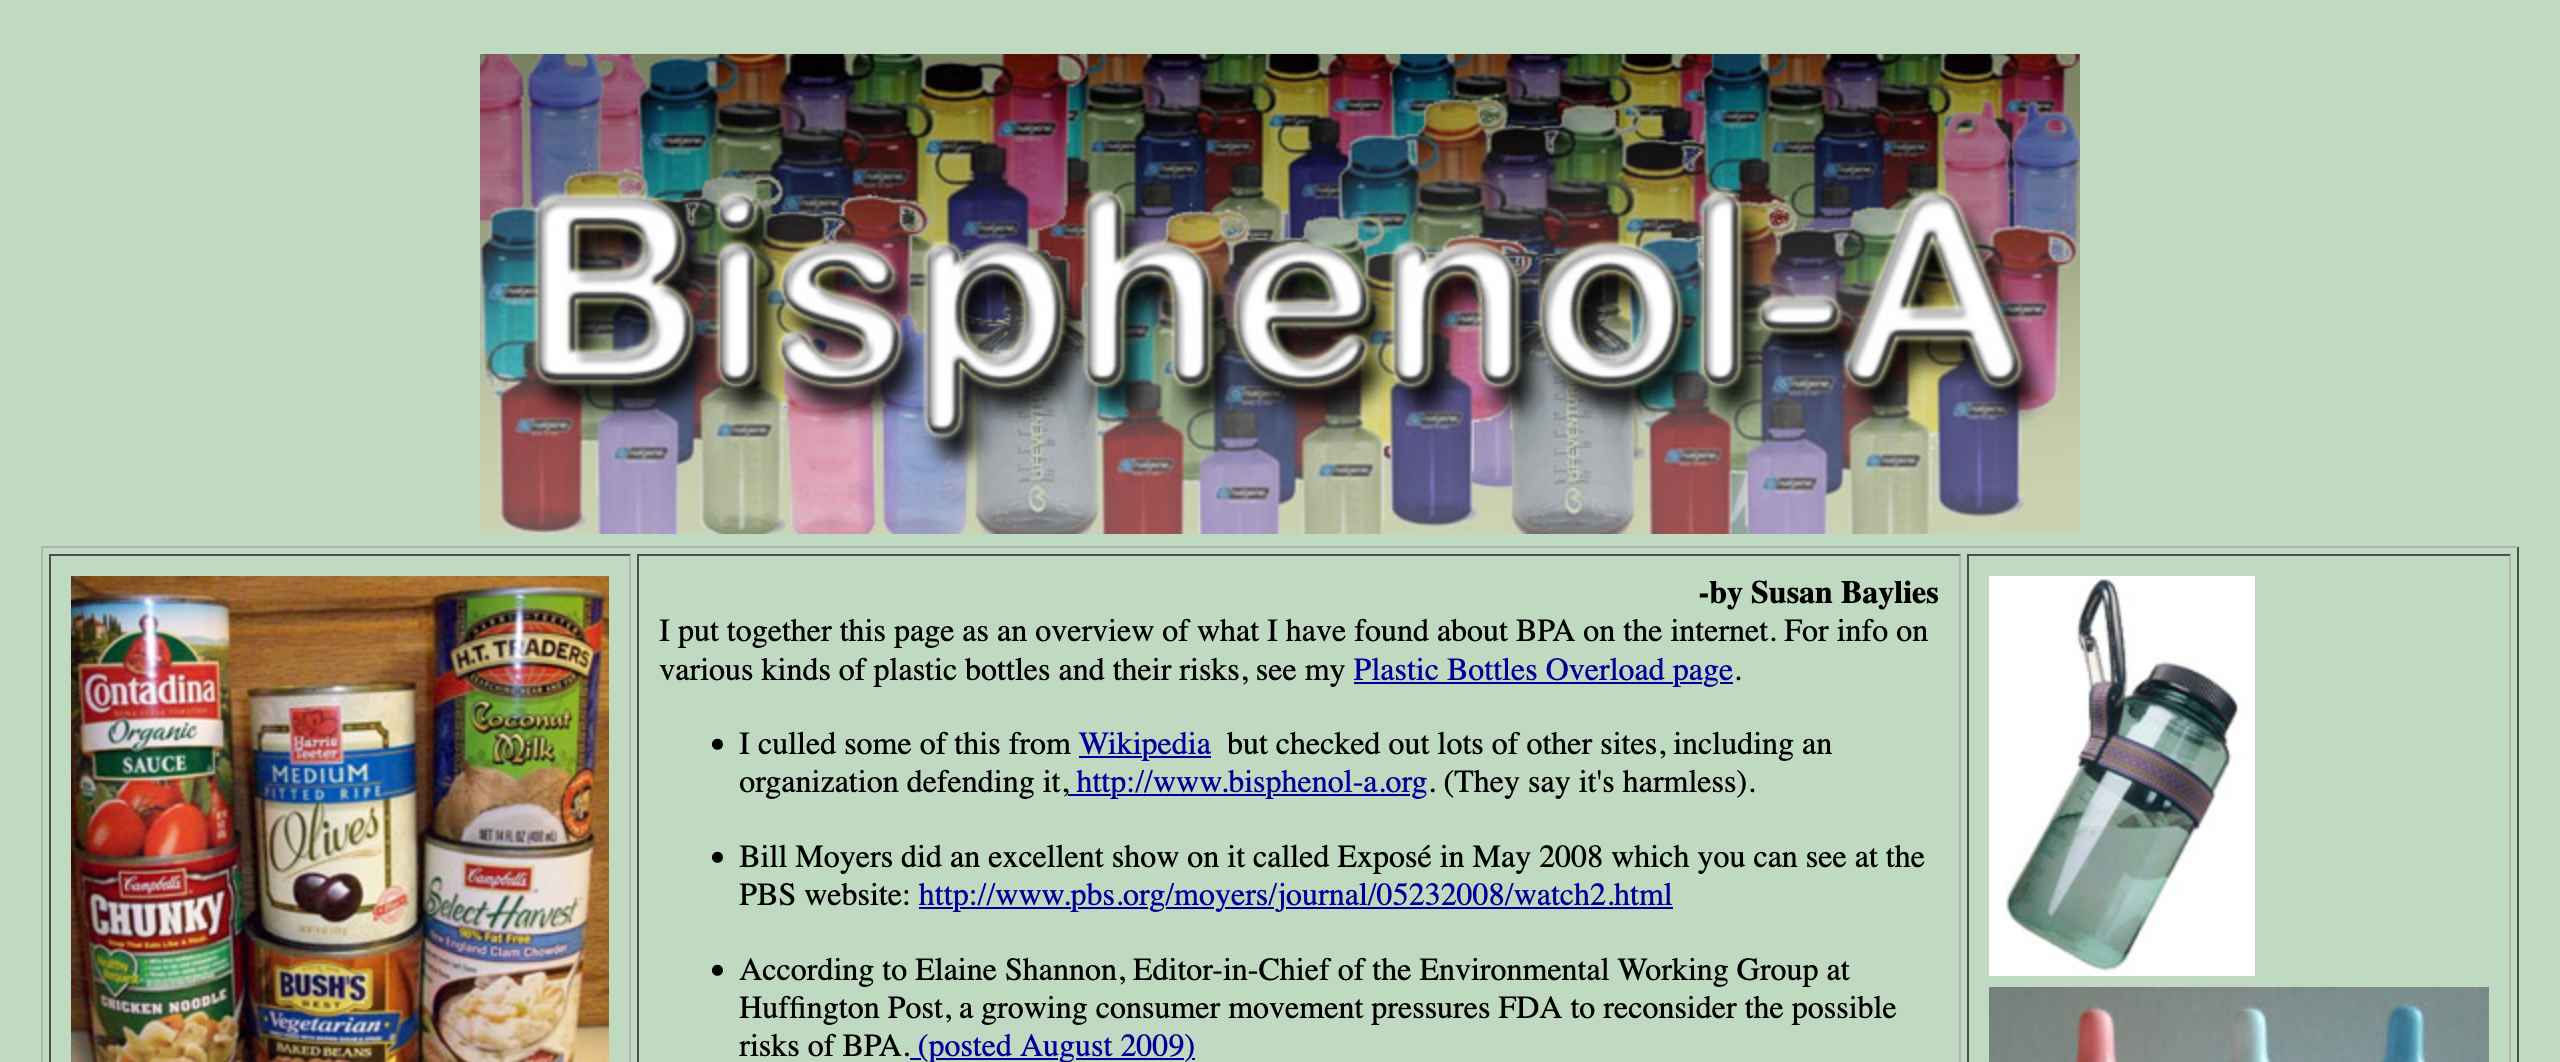 Bisphenol-A
Contadina
Organic
SAUCE
Harris
Teeter
MEDIUM
PITTED RIPE
Olives
H.T. TRADERS
Coconut
Milk
NET 14 FL OZ (400 mL)
Campbell's
CHUNKY
CHICKEN NOODLE
BUSH'S
BEST
Vegetarian
BAKED BEANS
Campbell's
Select Harvest
98% Fat Free
New England Clam Chowder
-by Susan Baylies
I put together this page as an overview of what I have found about BPA on the internet. For info on
various kinds of plastic bottles and their risks, see my Plastic Bottles Overload page.
• I culled some of this from Wikipedia but checked out lots of other sites, including an
organization defending it, http://www.bisphenol-a.org. (They say it's harmless).
• Bill Moyers did an excellent show on it called Exposé in May 2008 which you can see at the
PBS website: http://www.pbs.org/moyers/journal/05232008/watch2.html
• According to Elaine Shannon, Editor-in-Chief of the Environmental Working Group at
Huffington Post, a growing consumer movement pressures FDA to reconsider the possible
risks of BPA. (posted August 2009)